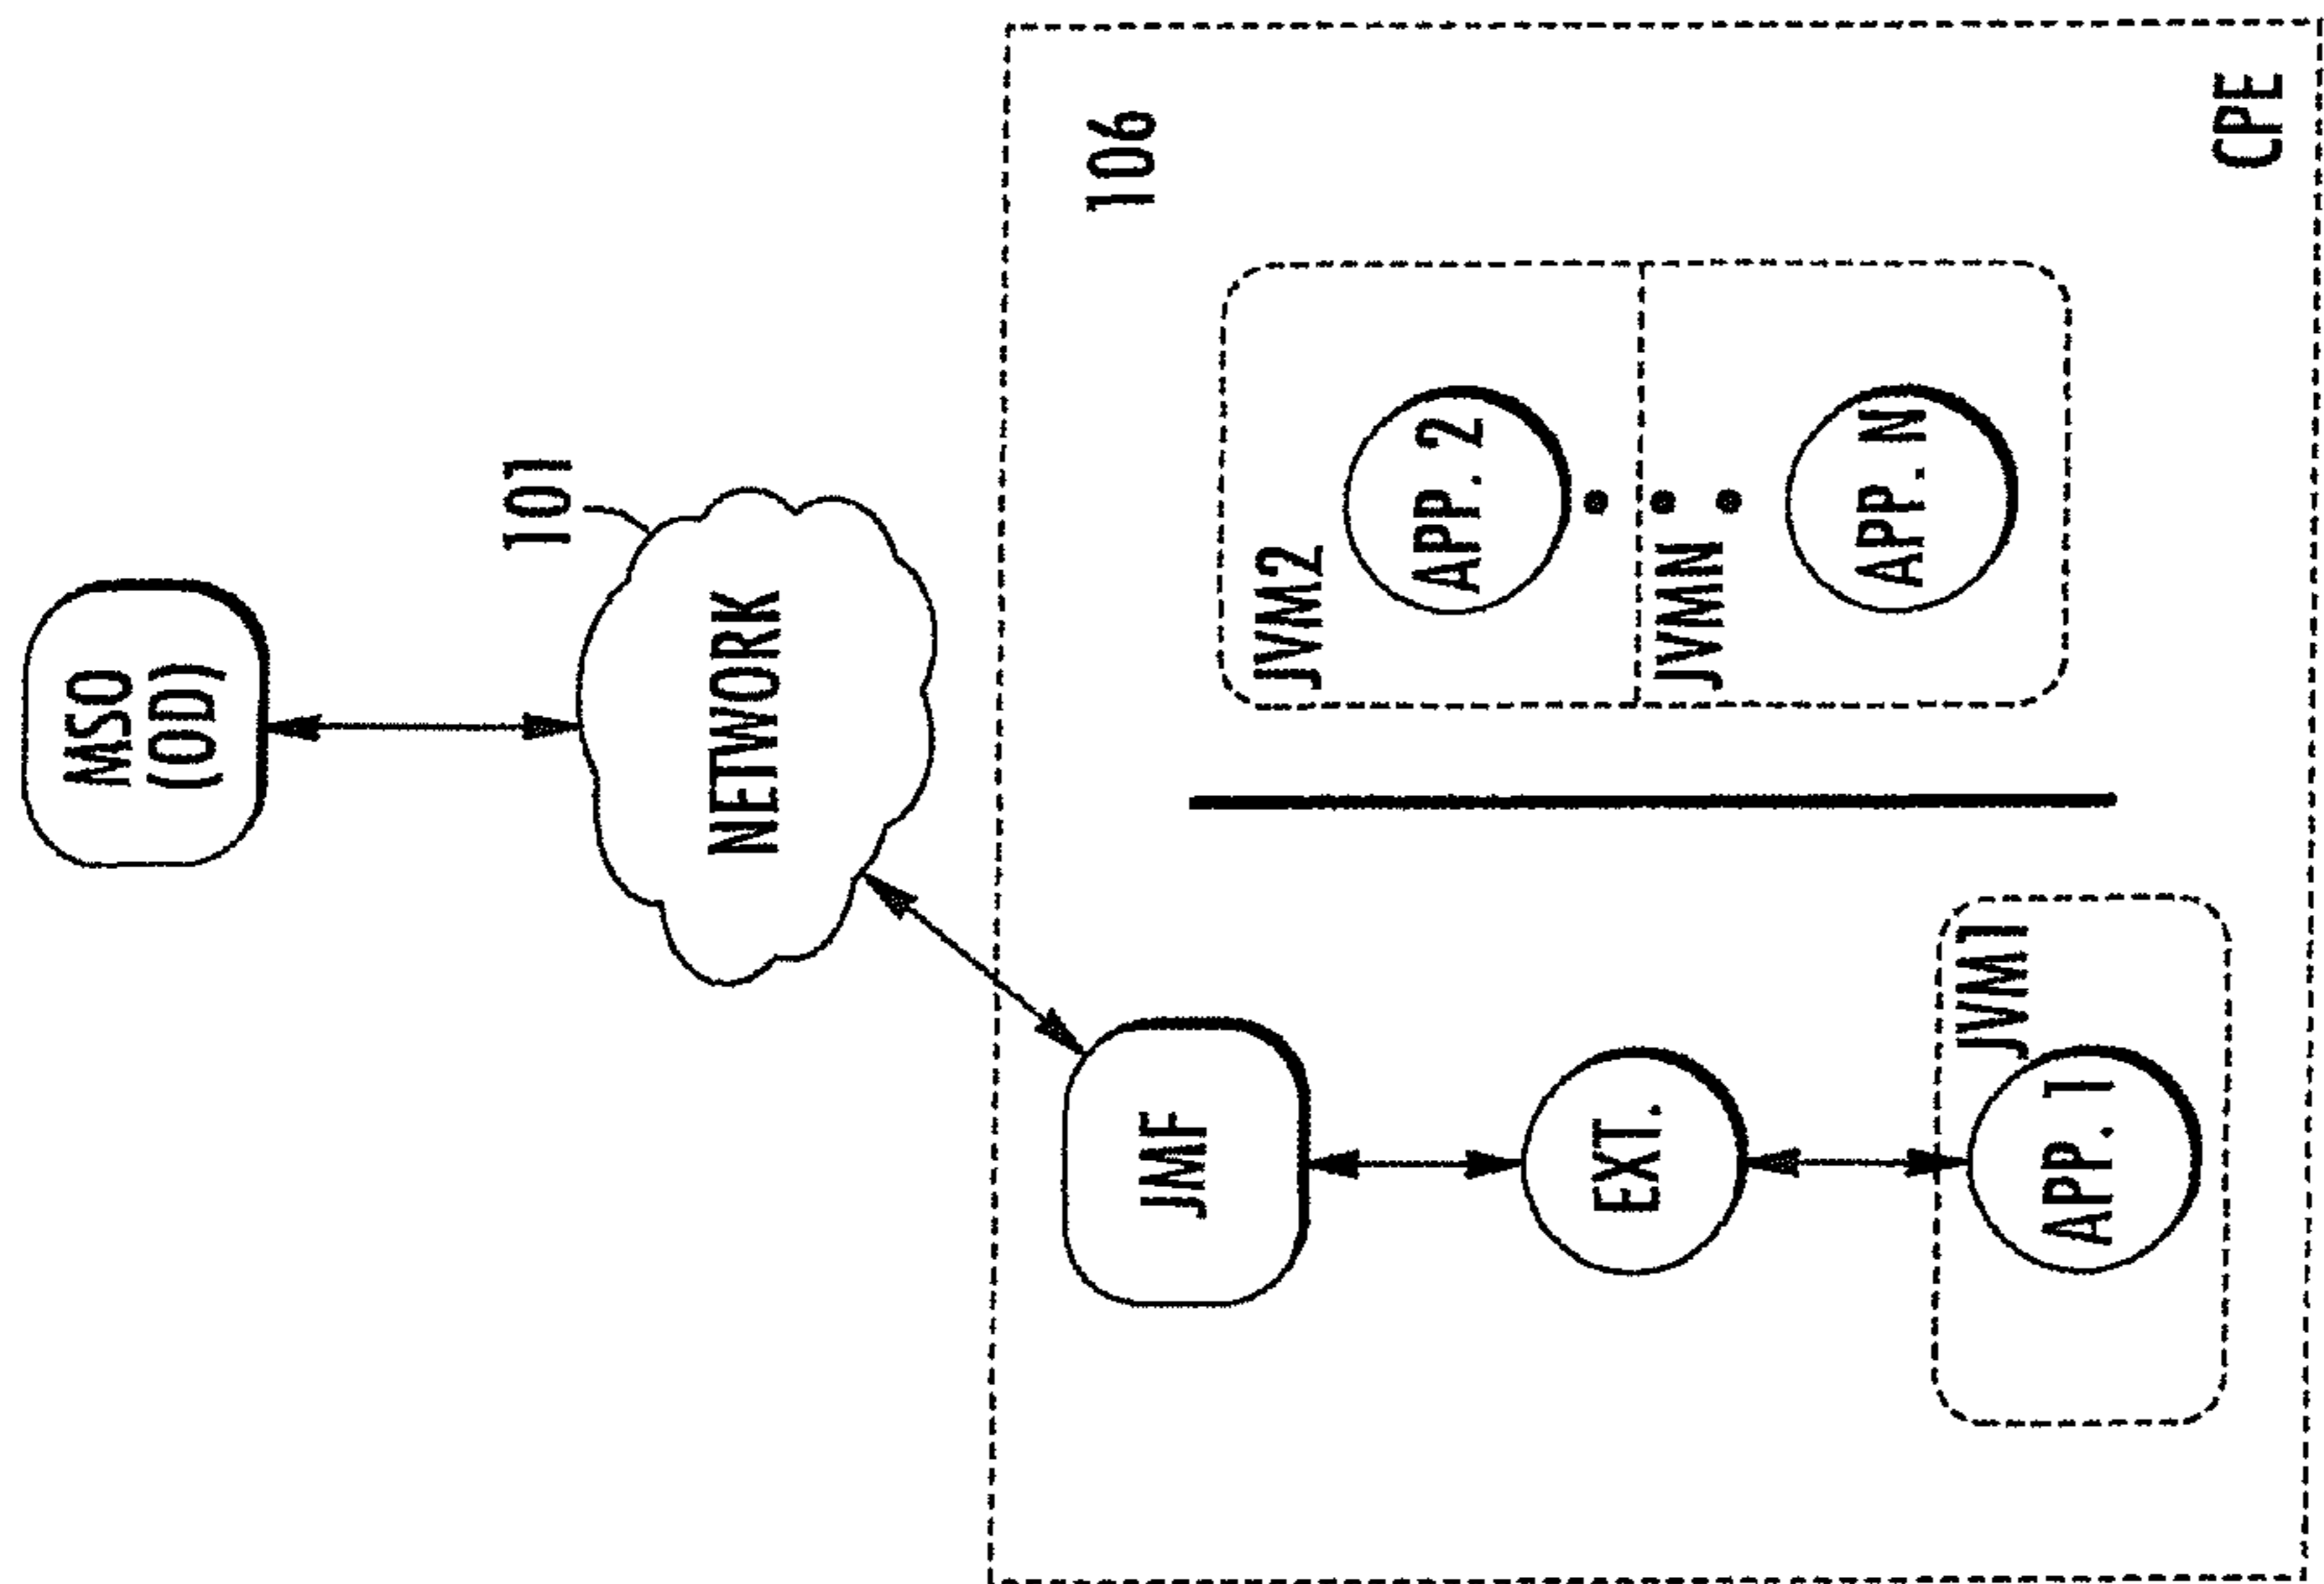 MSO
(OD)
101
NETWORK
106
CPE
JMF
EXT.
JVM1
APP. 1
JVM2
APP. 2
JVMN
APP. N